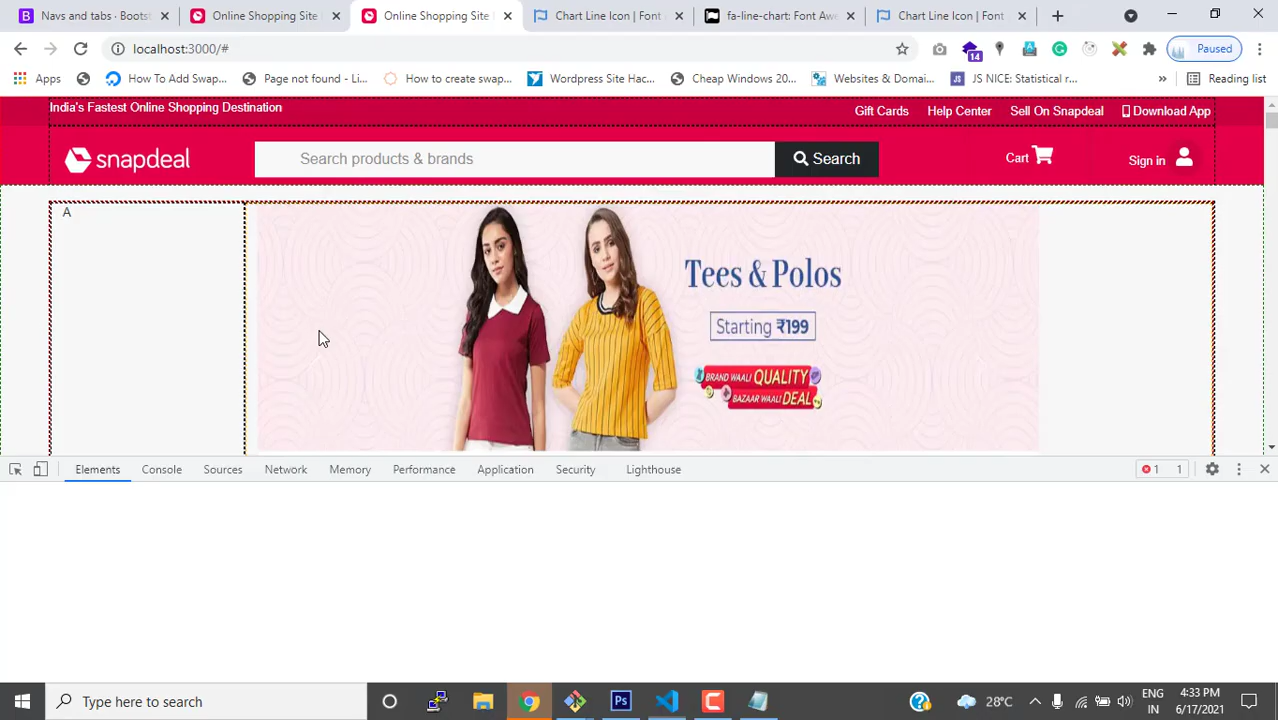 Navs and tabs · Boots
Online Shopping Site
Online Shopping Site
Chart Line Icon | Font
fa-line-chart: Font Awe
Chart Line Icon | Font
localhost:3000/#
14
Paused
Apps
How To Add Swap...
Page not found - Li...
How to create swap...
Wordpress Site Hac...
Cheap Windows 20...
Websites & Domai...
JS NICE: Statistical r...
»
Reading list
India's Fastest Online Shopping Destination
Gift Cards
Help Center
Sell On Snapdeal
Download App
snapdeal
Search products & brands
Search
Cart
Sign in
A
Tees & Polos
Starting ₹199
BRAND WAALI QUALITY
BAZAAR WAALI DEAL
Elements
Console
Sources
Network
Memory
Performance
Application
Security
Lighthouse
1
1
Type here to search
Ps
28°C
ENG
IN
4:33 PM
6/17/2021